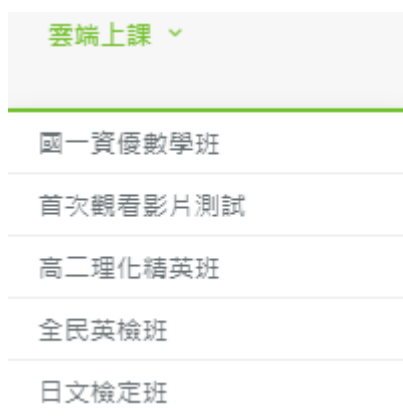 雲端上課
國一資優數學班
首次觀看影片測試
高二理化精英班
全民英檢班
日文檢定班